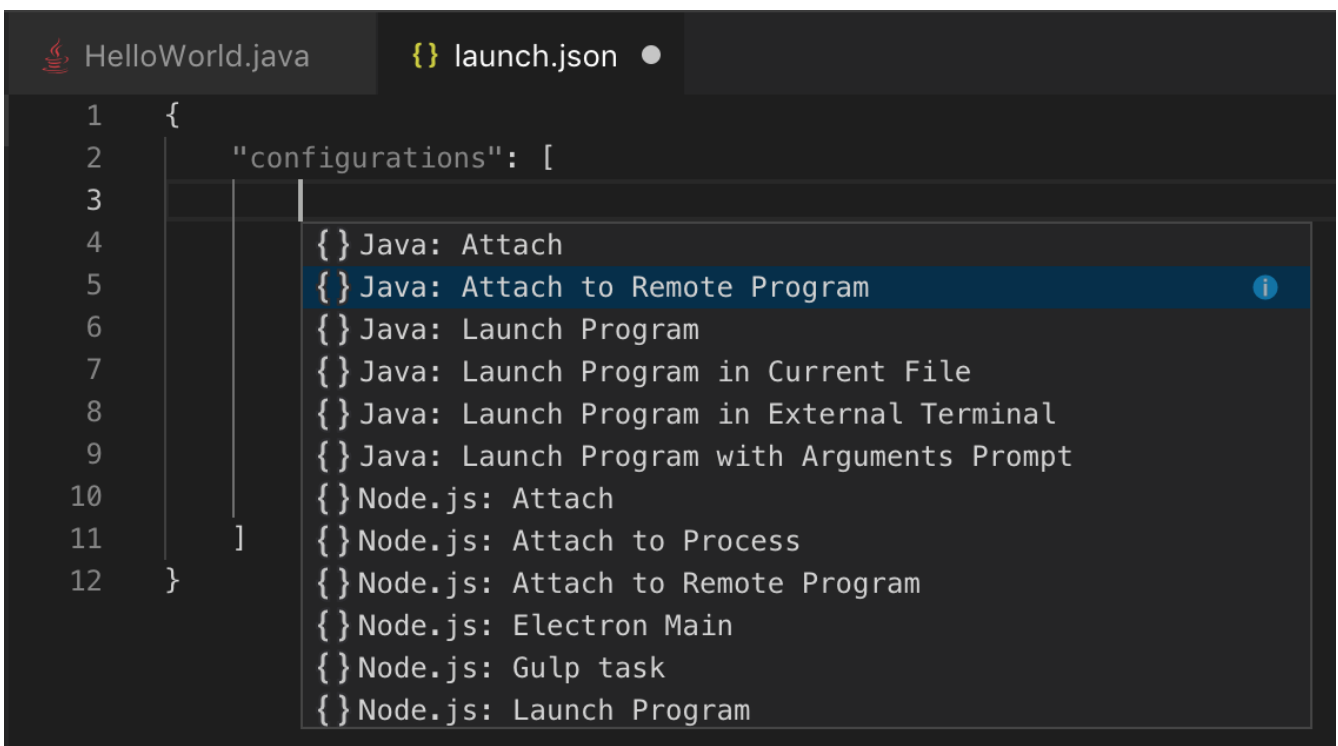 HelloWorld.java {} launch.json
1 {
2 "configurations": [
3
4 {} Java: Attach
5 {} Java: Attach to Remote Program i
6 {} Java: Launch Program
7 {} Java: Launch Program in Current File
8 {} Java: Launch Program in External Terminal
9 {} Java: Launch Program with Arguments Prompt
10 {} Node.js: Attach
11 ] {} Node.js: Attach to Process
12 } {} Node.js: Attach to Remote Program
{} Node.js: Electron Main
{} Node.js: Gulp task
{} Node.js: Launch Program